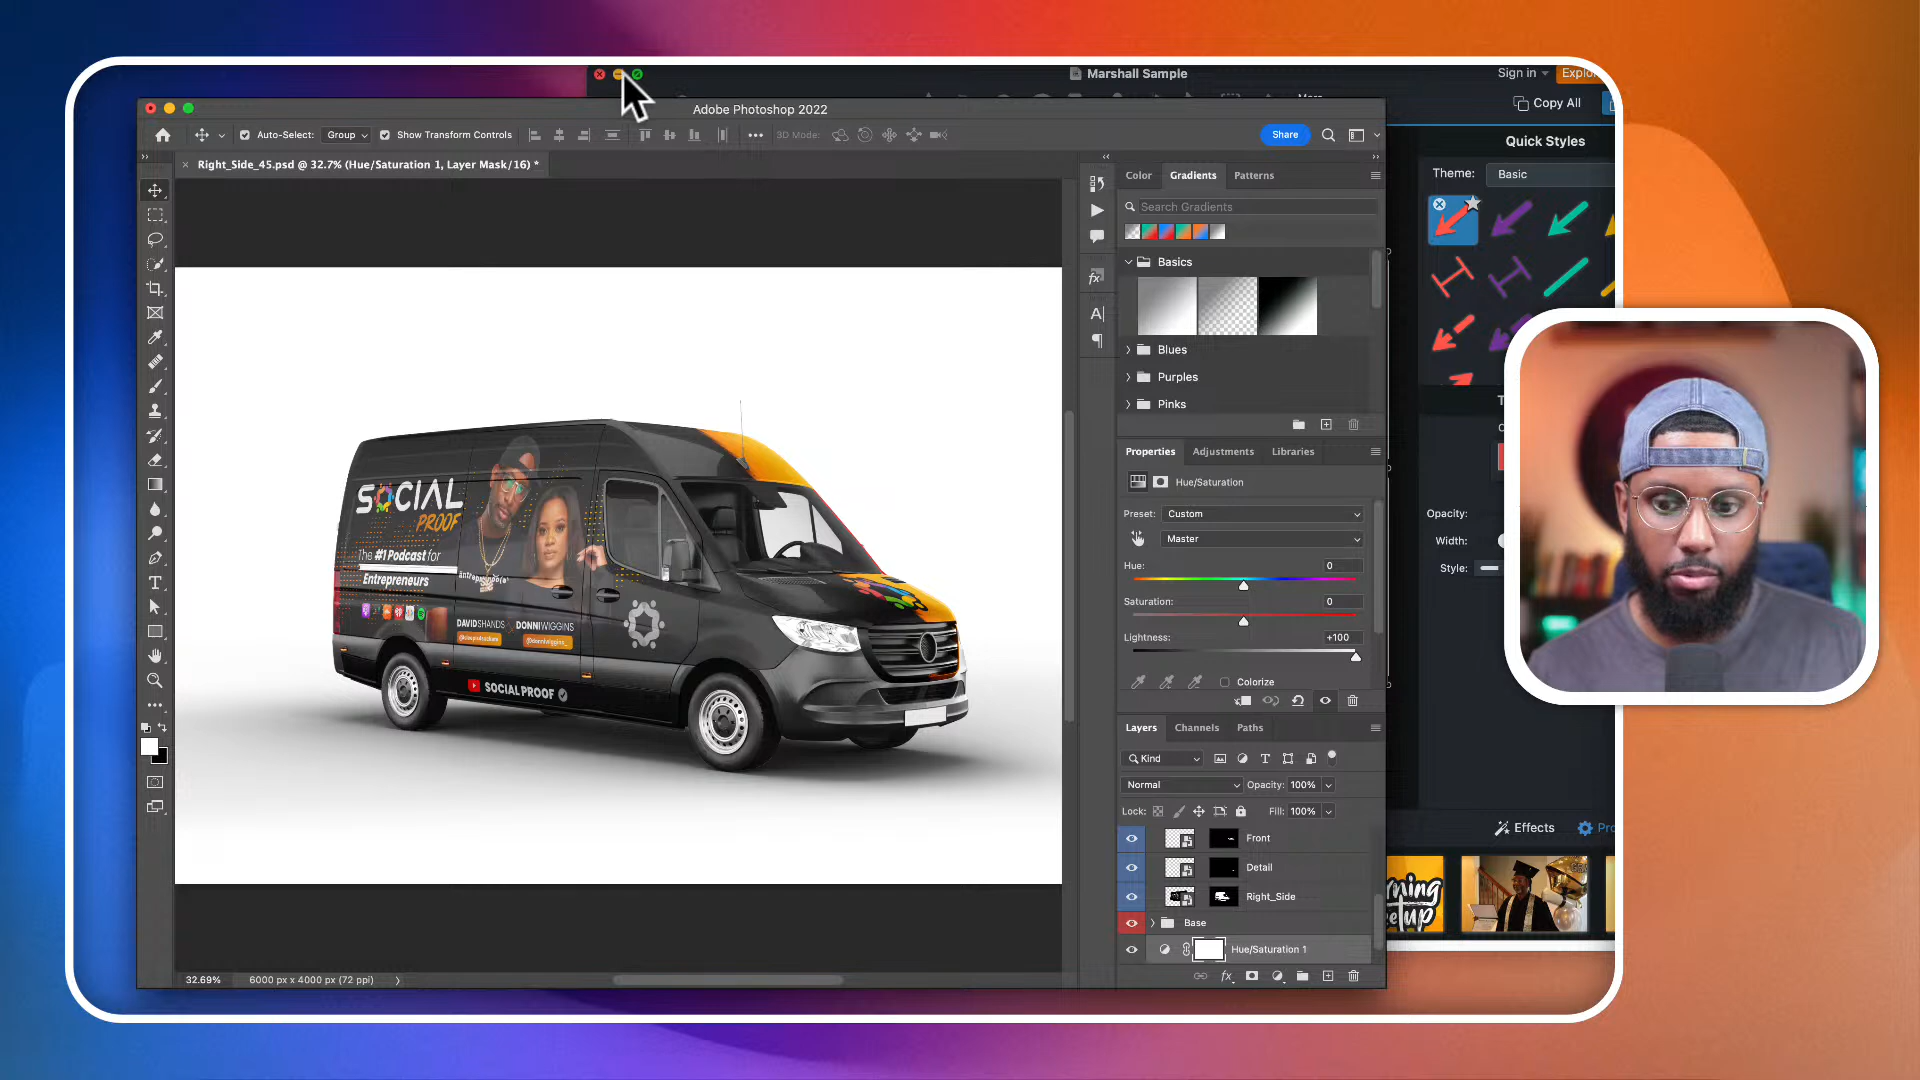 Marshall Sample
Sign in
Explor
Copy All
Adobe Photoshop 2022
Auto-Select:
Group
Show Transform Controls
3D Mode:
Share
Quick Styles
Right_Side_45.psd @ 32.7% (Hue/Saturation 1, Layer Mask/16) *
Theme:
Basic
Color
Gradients
Patterns
Search Gradients
Basics
Blues
Purples
Pinks
Properties
Adjustments
Libraries
Hue/Saturation
Preset:
Custom
Master
Hue:
0
Saturation:
0
Lightness:
+100
Colorize
Opacity:
Width:
Style:
SOCIAL
PROOF
The #1 Podcast for
Entrepreneurs
DAVIDSHANDS
DONNIWIGGINS
@donniwiggins_
SOCIAL PROOF
Layers
Channels
Paths
Kind
Normal
Opacity:
100%
Lock:
Fill:
100%
Front
Detail
Right_Side
Base
Hue/Saturation 1
Effects
Pro
rning
eetup
32.69%
6000 px x 4000 px (72 ppi)